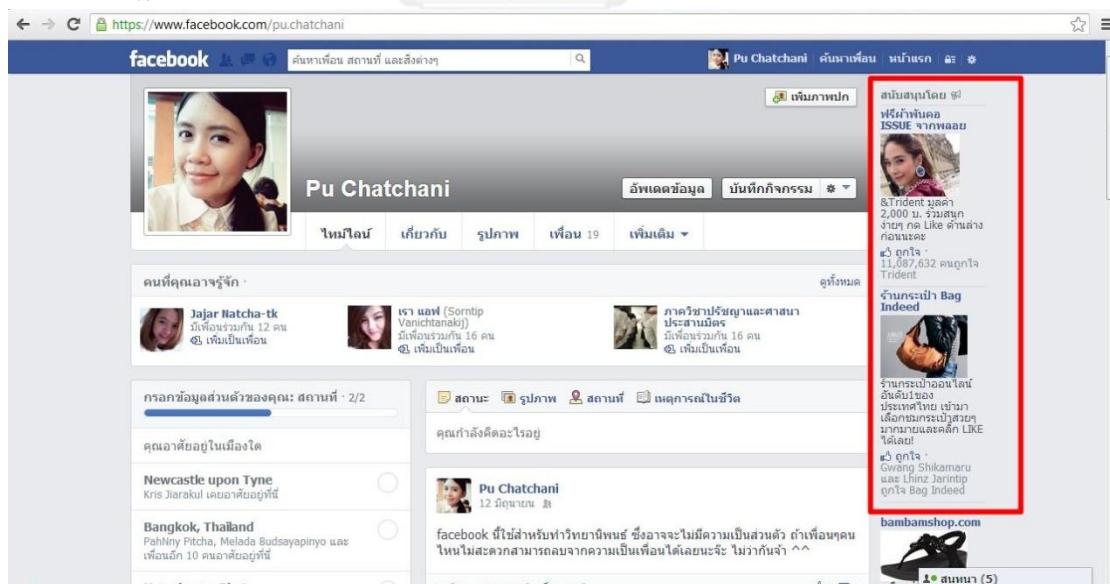 https://www.facebook.com/pu.chatchani
facebook
ค้นหาเพื่อน สถานที่ และสิ่งต่างๆ
Pu Chatchani ค้นหาเพื่อน หน้าแรก
เพิ่มภาพปก
Pu Chatchani
อัพเดตข้อมูล
บันทึกกิจกรรม
ไทม์ไลน์ เกี่ยวกับ รูปภาพ เพื่อน 19 เพิ่มเติม
คนที่คุณอาจรู้จัก ·
ดูทั้งหมด
Jajar Natcha-tk
มีเพื่อนร่วมกัน 12 คน
เพิ่มเป็นเพื่อน
เรา แอฟ (Sorntip
Vanichtanakij)
มีเพื่อนร่วมกัน 16 คน
เพิ่มเป็นเพื่อน
ภาควิชาปรัชญาและศาสนา
ประสานมิตร
มีเพื่อนร่วมกัน 16 คน
เพิ่มเป็นเพื่อน
กรอกข้อมูลส่วนตัวของคุณ: สถานที่ · 2/2
คุณอาศัยอยู่ในเมืองใด
Newcastle upon Tyne
Kris Jiarakul เคยอาศัยอยู่ที่นี่
Bangkok, Thailand
PahNny Pitcha, Melada Budsayapinyo และ
เพื่อนอีก 10 คนอาศัยอยู่ที่นี่
สถานะ รูปภาพ สถานที่ เหตุการณ์ในชีวิต
คุณกำลังคิดอะไรอยู่
Pu Chatchani
12 มิถุนายน
facebook นี้ใช้สำหรับทำวิทยานิพนธ์ ซึ่งอาจจะไม่มีความเป็นส่วนตัว ถ้าเพื่อนๆคน
ไหนไม่สะดวกสามารถลบจากความเป็นเพื่อนได้เลยนะจ๊ะ ไม่ว่ากันจ้า ^^
สนับสนุนโดย
ฟรีผ้าพันคอ
ISSUE จากพลอย
&Trident มูลค่า
2,000 บ. ร่วมสนุก
ง่ายๆ กด Like ด้านล่าง
ก่อนนะคะ
ถูกใจ ·
11,087,632 คนถูกใจ
Trident
ร้านกระเป๋า Bag
Indeed
ร้านกระเป๋าออนไลน์
อันดับ1ของ
ประเทศไทย เข้ามา
เลือกชมกระเป๋าสวยๆ
มากมายและคลิ๊ก LIKE
ได้เลย!
ถูกใจ ·
Gwang Shikamaru
และ Lhinz Jarintip
ถูกใจ Bag Indeed
bambamshop.com
สนทนา (5)